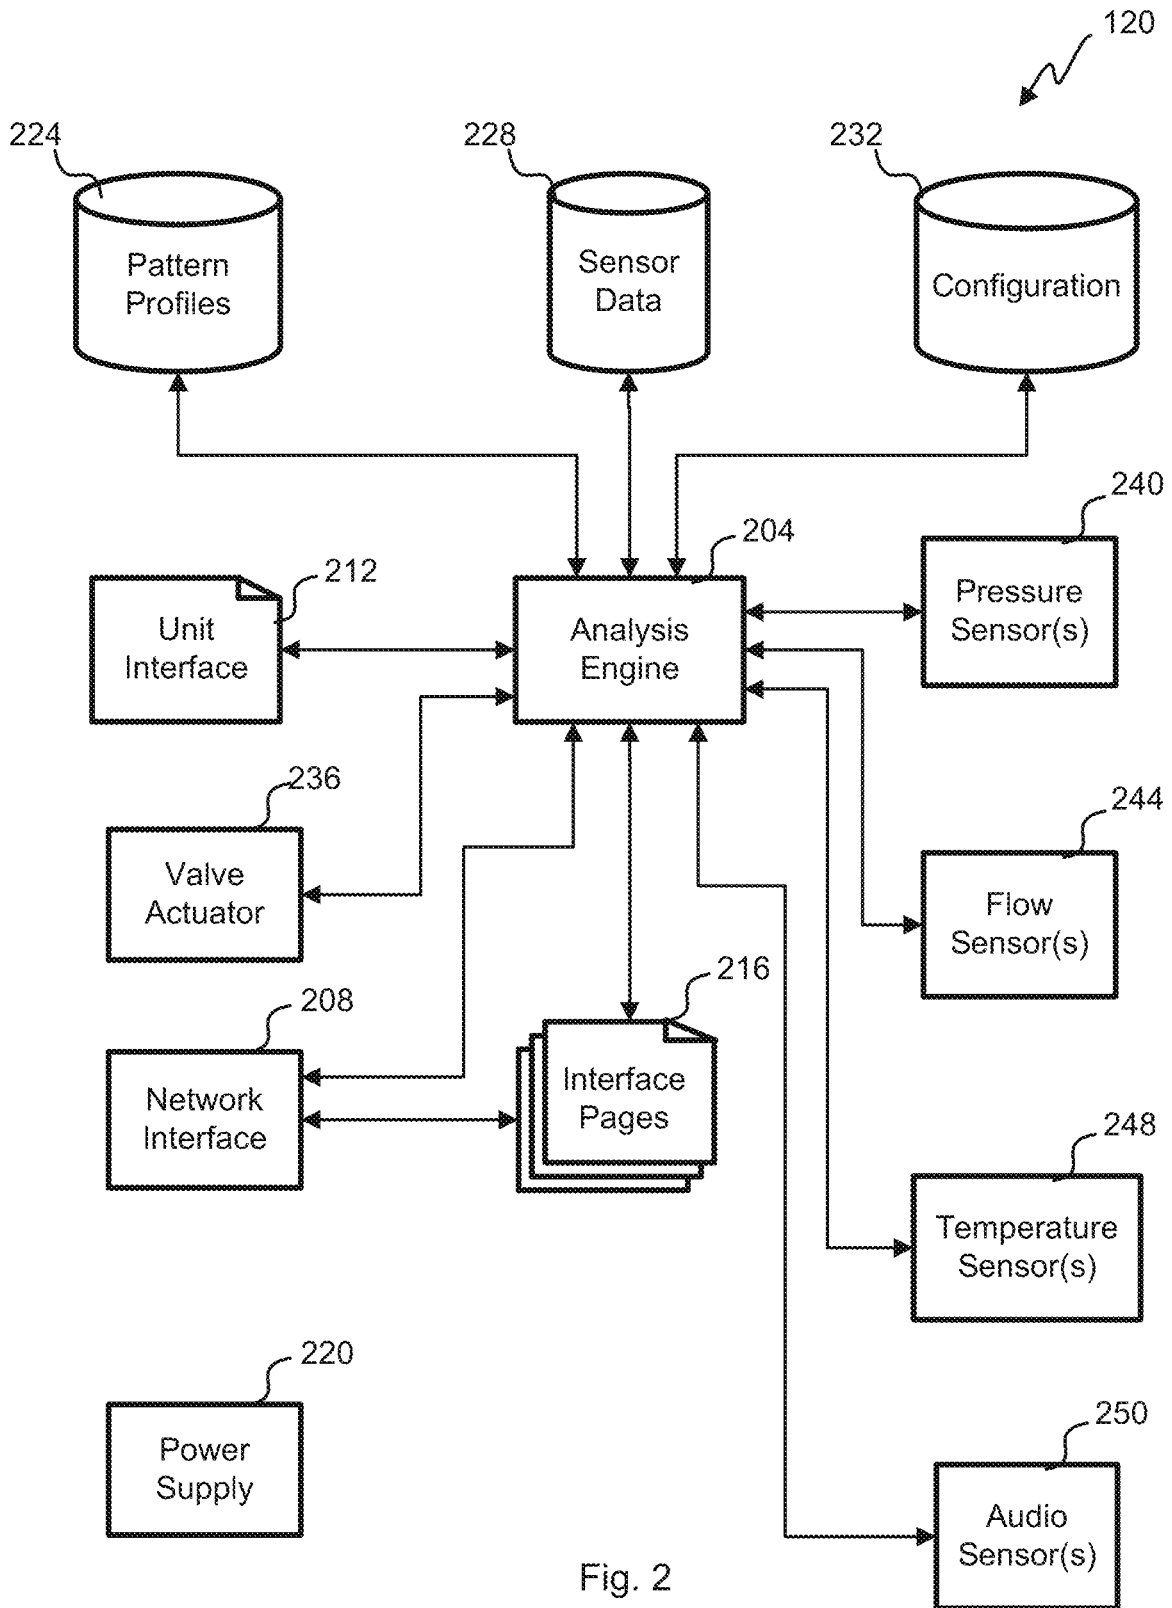 120
224
228
232
Pattern
Profiles
Sensor
Data
Configuration
204
240
212
Unit
Interface
Analysis
Engine
Pressure
Sensor(s)
236
244
Valve
Actuator
Flow
Sensor(s)
208
216
Network
Interface
Interface
Pages
248
Temperature
Sensor(s)
220
250
Power
Supply
Audio
Sensor(s)
Fig. 2